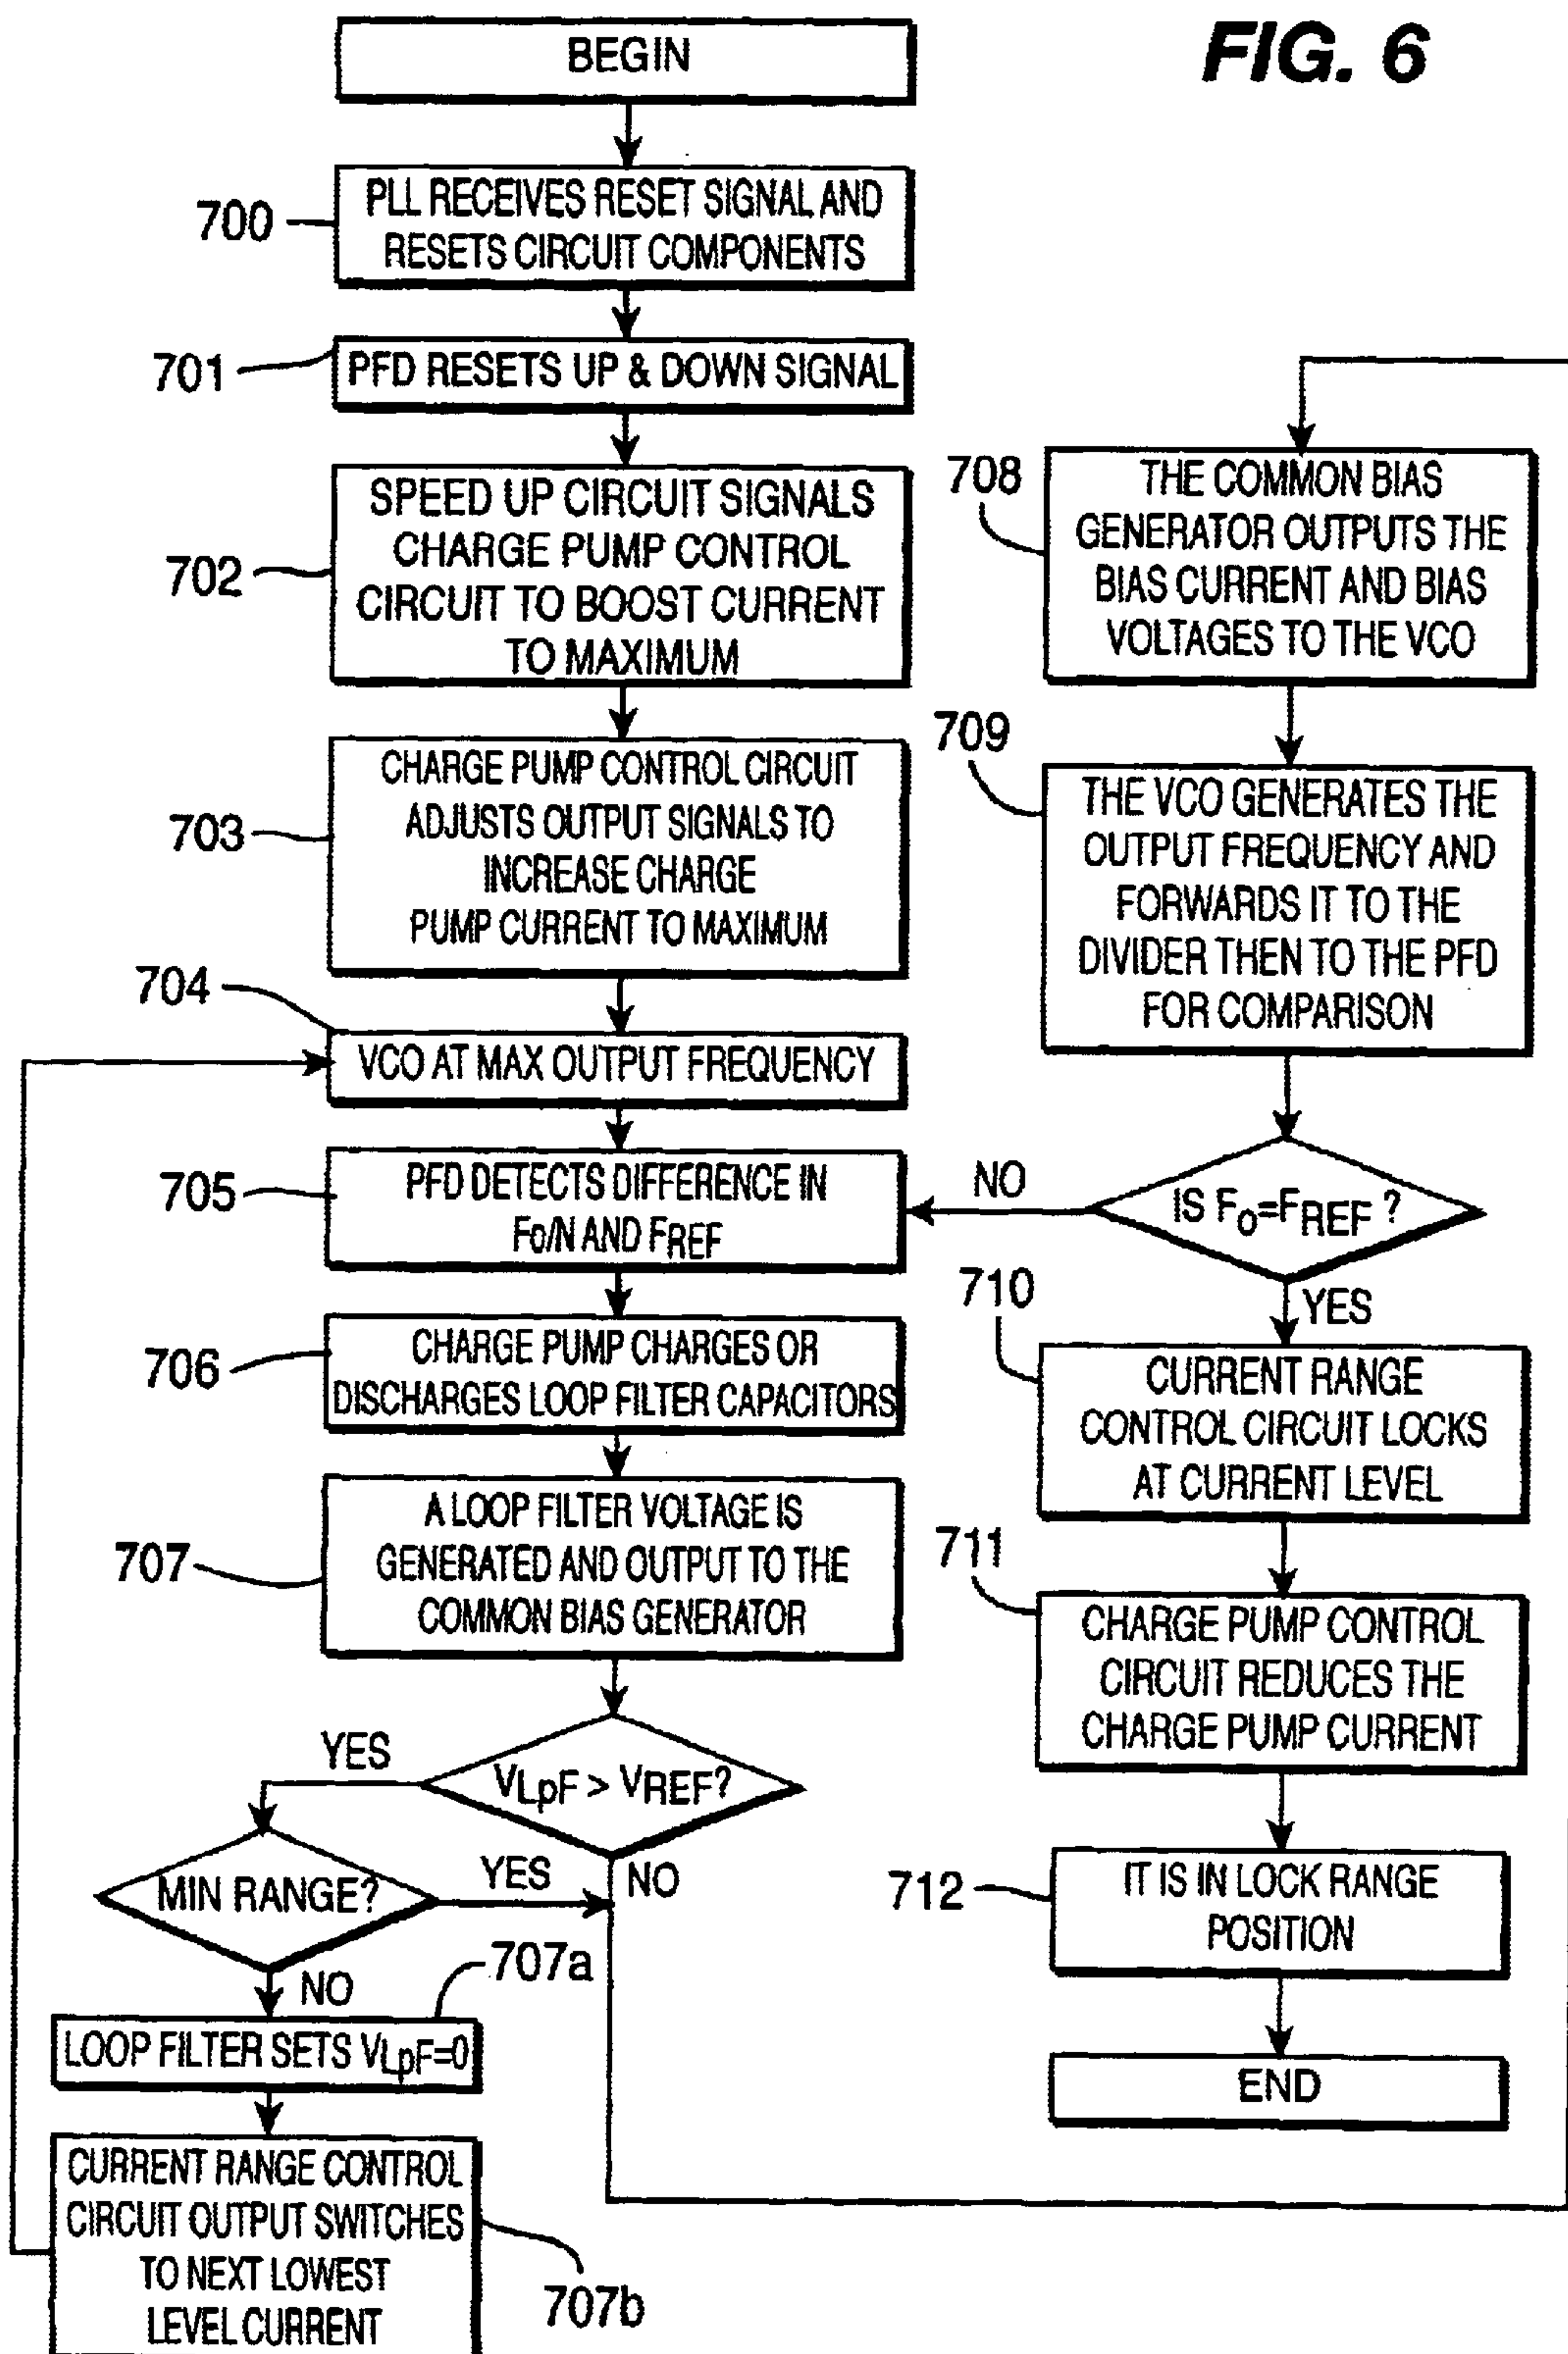 FIG. 6
BEGIN
700
PLL RECEIVES RESET SIGNAL AND
RESETS CIRCUIT COMPONENTS
701
PFD RESETS UP & DOWN SIGNAL
702
SPEED UP CIRCUIT SIGNALS
CHARGE PUMP CONTROL
CIRCUIT TO BOOST CURRENT
TO MAXIMUM
703
CHARGE PUMP CONTROL CIRCUIT
ADJUSTS OUTPUT SIGNALS TO
INCREASE CHARGE
PUMP CURRENT TO MAXIMUM
704
VCO AT MAX OUTPUT FREQUENCY
705
PFD DETECTS DIFFERENCE IN
FO/N AND FREF
706
CHARGE PUMP CHARGES OR
DISCHARGES LOOP FILTER CAPACITORS
707
A LOOP FILTER VOLTAGE IS
GENERATED AND OUTPUT TO THE
COMMON BIAS GENERATOR
VLpF > VREF?
YES
NO
MIN RANGE?
YES
NO
707a
LOOP FILTER SETS VLpF=0
CURRENT RANGE CONTROL
CIRCUIT OUTPUT SWITCHES
TO NEXT LOWEST
LEVEL CURRENT
707b
708
THE COMMON BIAS
GENERATOR OUTPUTS THE
BIAS CURRENT AND BIAS
VOLTAGES TO THE VCO
709
THE VCO GENERATES THE
OUTPUT FREQUENCY AND
FORWARDS IT TO THE
DIVIDER THEN TO THE PFD
FOR COMPARISON
NO
IS FO=FREF ?
YES
710
CURRENT RANGE
CONTROL CIRCUIT LOCKS
AT CURRENT LEVEL
711
CHARGE PUMP CONTROL
CIRCUIT REDUCES THE
CHARGE PUMP CURRENT
712
IT IS IN LOCK RANGE
POSITION
END